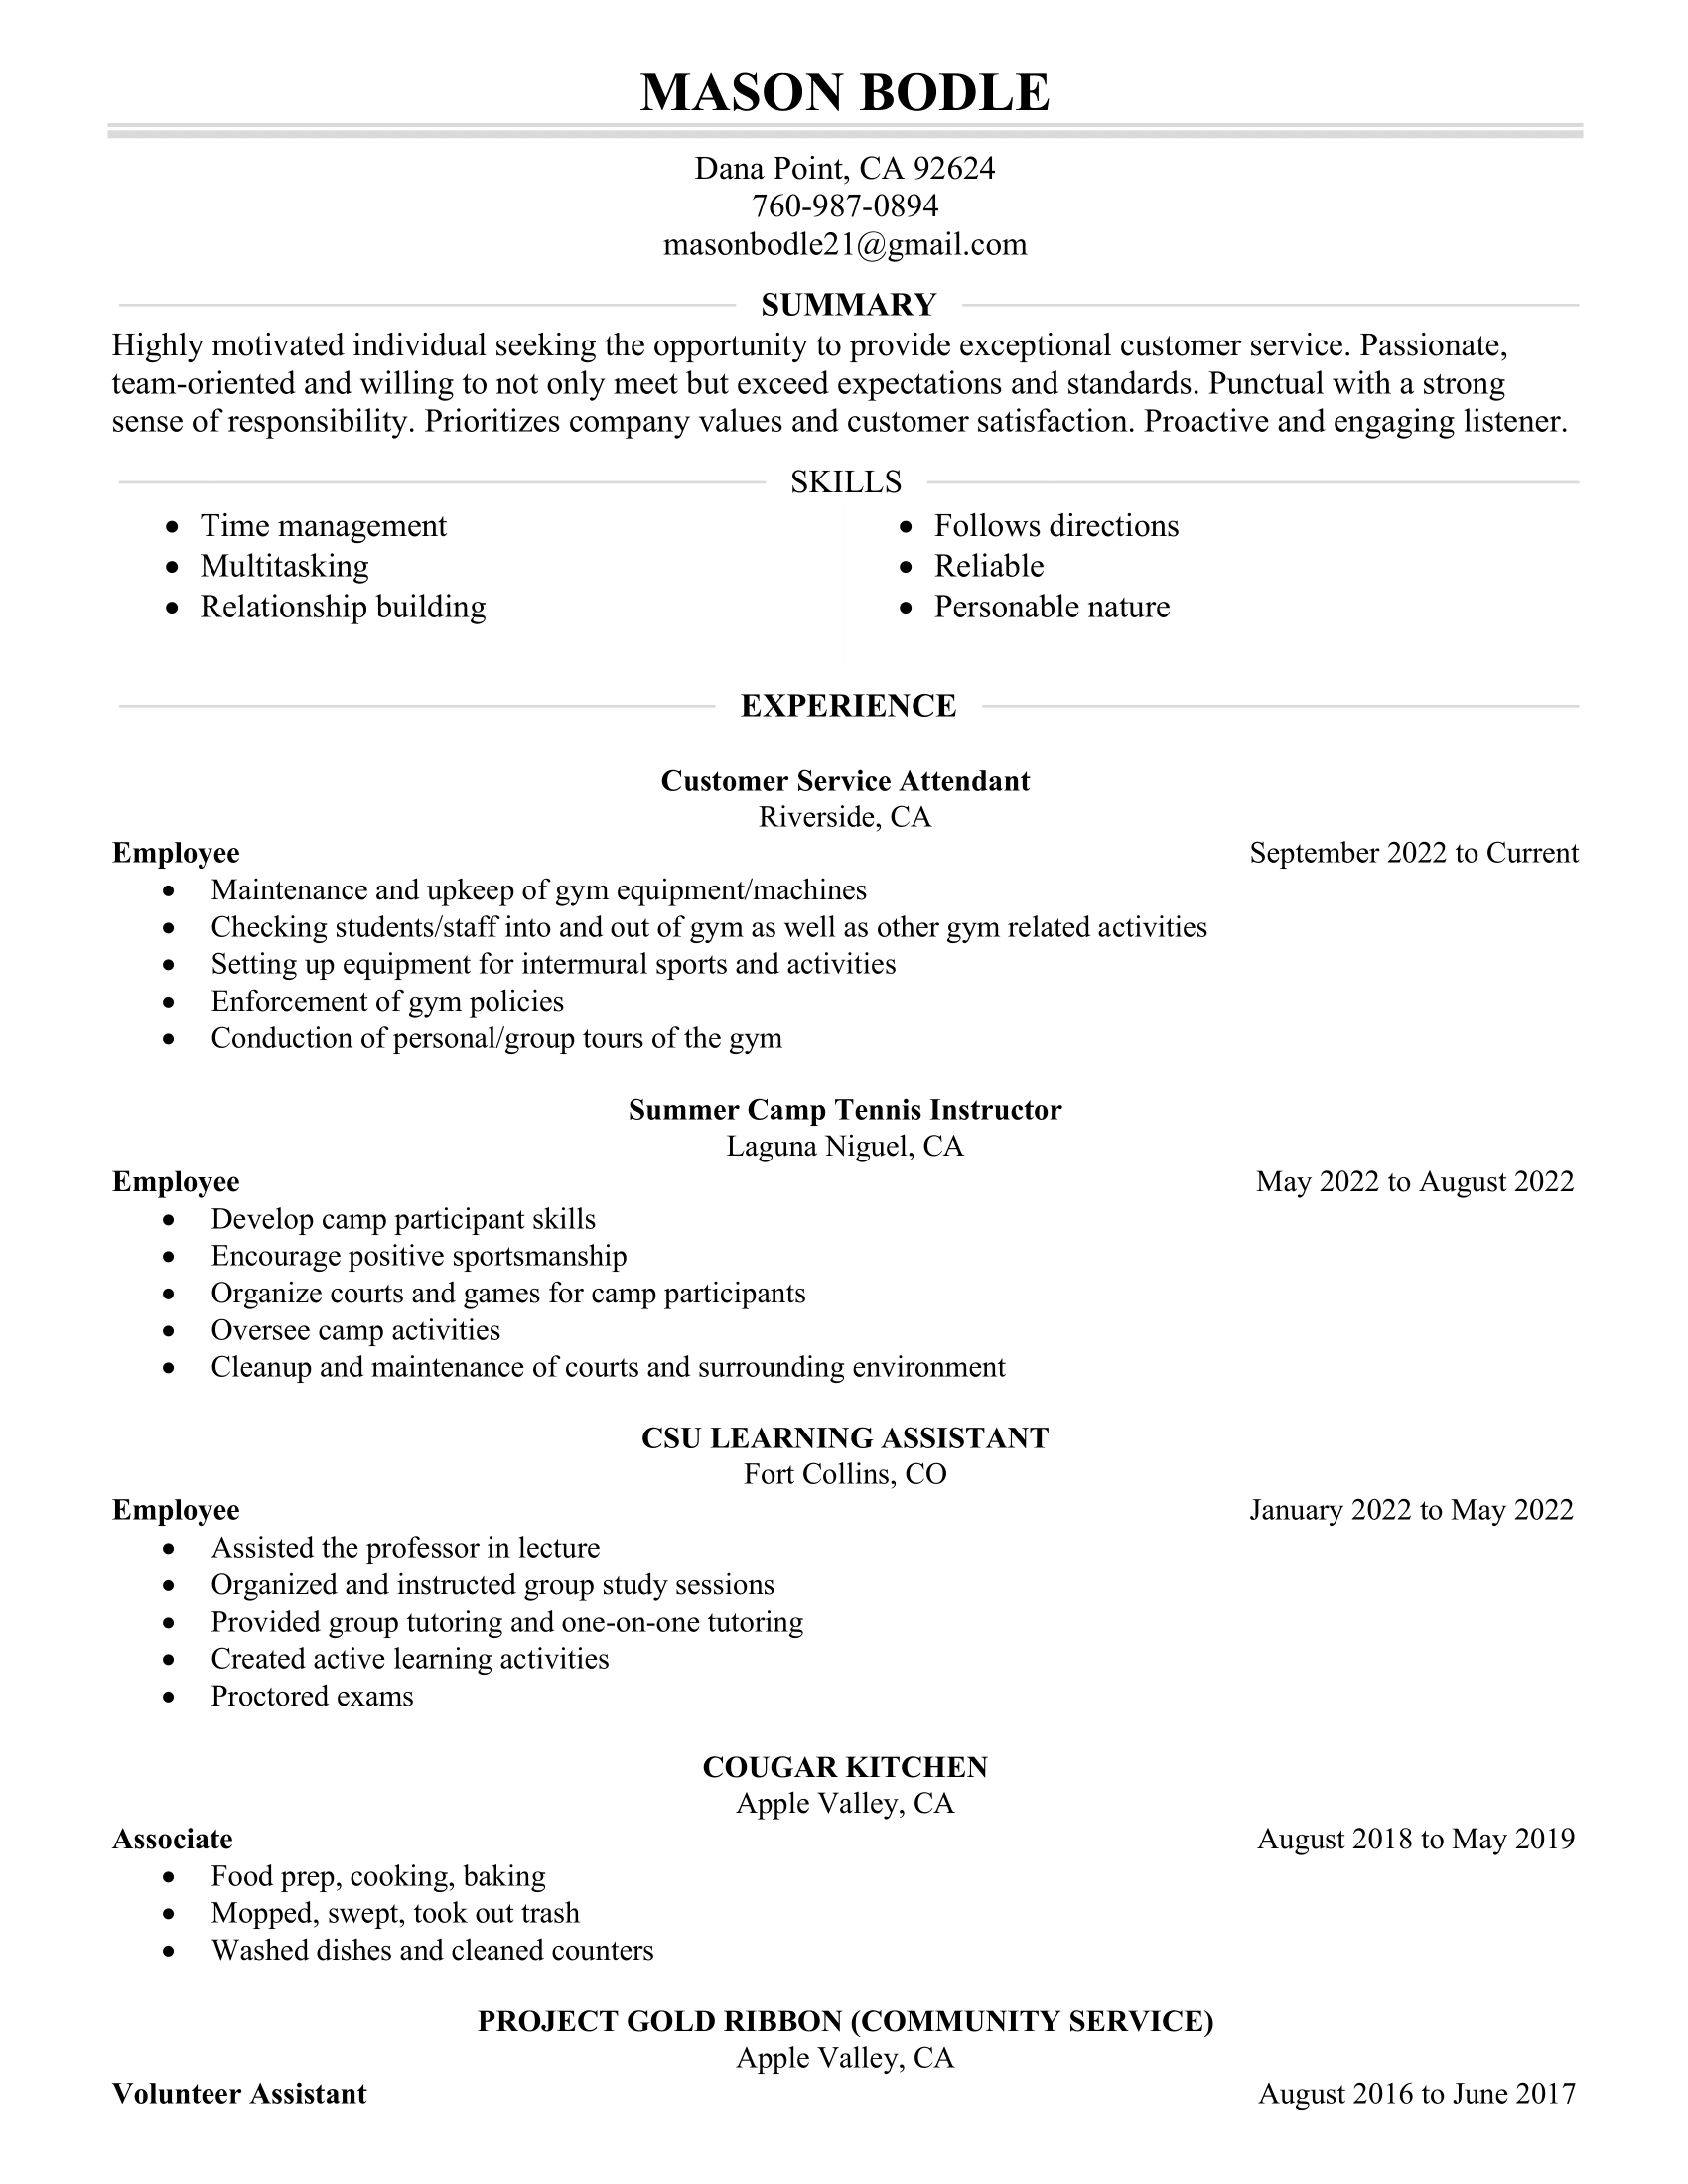 MASON BODLE
Dana Point, CA 92624
760-987-0894
masonbodle21@gmail.com
SUMMARY
Highly motivated individual seeking the opportunity to provide exceptional customer service. Passionate,
team-oriented and willing to not only meet but exceed expectations and standards. Punctual with a strong
sense of responsibility. Prioritizes company values and customer satisfaction. Proactive and engaging listener.
SKILLS
• Time management
• Multitasking
• Relationship building
• Follows directions
• Reliable
• Personable nature
EXPERIENCE
Customer Service Attendant
Riverside, CA
Employee September 2022 to Current
• Maintenance and upkeep of gym equipment/machines
• Checking students/staff into and out of gym as well as other gym related activities
• Setting up equipment for intermural sports and activities
• Enforcement of gym policies
• Conduction of personal/group tours of the gym
Summer Camp Tennis Instructor
Laguna Niguel, CA
Employee May 2022 to August 2022
• Develop camp participant skills
• Encourage positive sportsmanship
• Organize courts and games for camp participants
• Oversee camp activities
• Cleanup and maintenance of courts and surrounding environment
CSU LEARNING ASSISTANT
Fort Collins, CO
Employee January 2022 to May 2022
• Assisted the professor in lecture
• Organized and instructed group study sessions
• Provided group tutoring and one-on-one tutoring
• Created active learning activities
• Proctored exams
COUGAR KITCHEN
Apple Valley, CA
Associate August 2018 to May 2019
• Food prep, cooking, baking
• Mopped, swept, took out trash
• Washed dishes and cleaned counters
PROJECT GOLD RIBBON (COMMUNITY SERVICE)
Apple Valley, CA
Volunteer Assistant August 2016 to June 2017